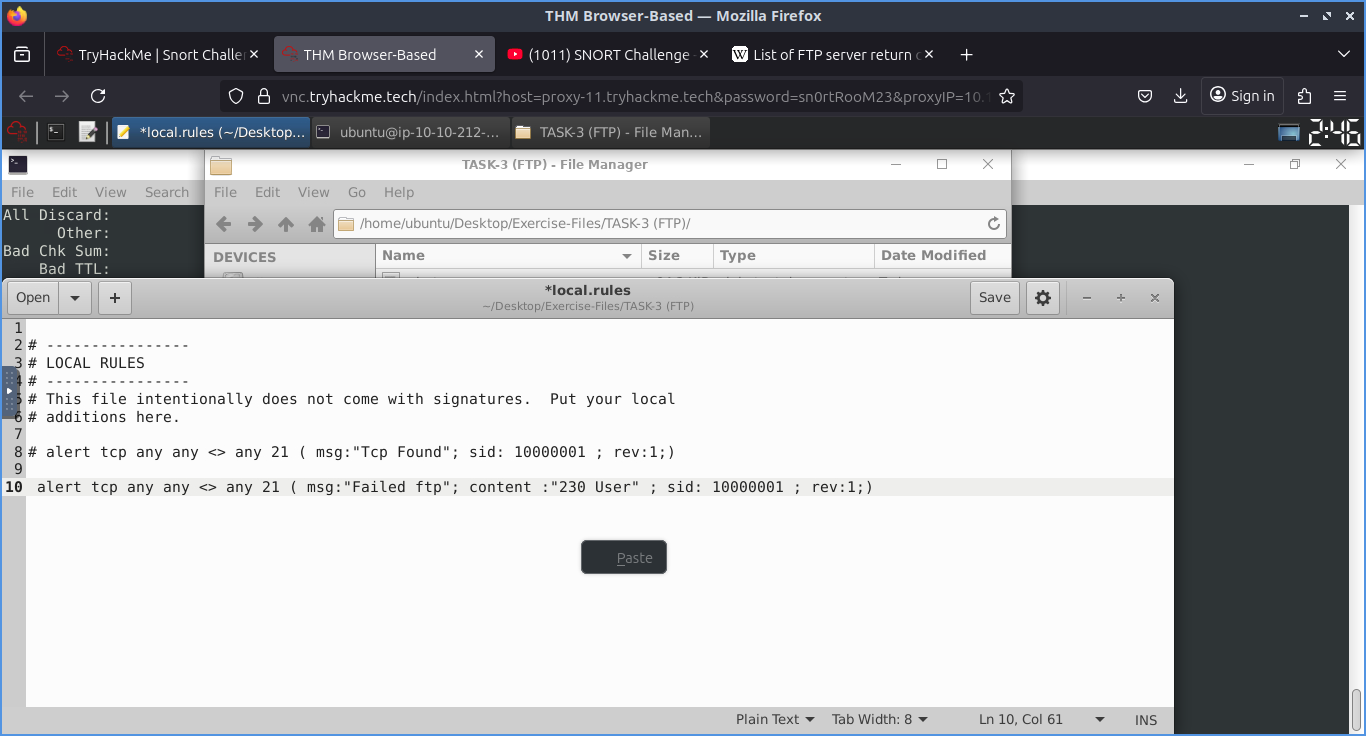 THM Browser-Based — Mozilla Firefox
TryHackMe | Snort Challe
THM Browser-Based
(1011) SNORT Challenge
List of FTP server return c
vnc.tryhackme.tech/index.html?host=proxy-11.tryhackme.tech&password=sn0rtRooM23&proxyIP=10.1
Sign in
*local.rules (~/Desktop...
ubuntu@ip-10-10-212-...
TASK-3 (FTP) - File Man...
2:46
TASK-3 (FTP) - File Manager
File Edit View Search
File Edit View Go Help
/home/ubuntu/Desktop/Exercise-Files/TASK-3 (FTP)/
All Discard:
Other:
Bad Chk Sum:
Bad TTL:
DEVICES
Name Size Type Date Modified
Open
*local.rules
~/Desktop/Exercise-Files/TASK-3 (FTP)
Save
1
2 # ----------------
3 # LOCAL RULES
4 # ----------------
5 # This file intentionally does not come with signatures.  Put your local
6 # additions here.
7
8 # alert tcp any any <> any 21 ( msg:"Tcp Found"; sid: 10000001 ; rev:1;)
9
10 alert tcp any any <> any 21 ( msg:"Failed ftp"; content :"230 User" ; sid: 10000001 ; rev:1;)
Paste
Plain Text
Tab Width: 8
Ln 10, Col 61
INS